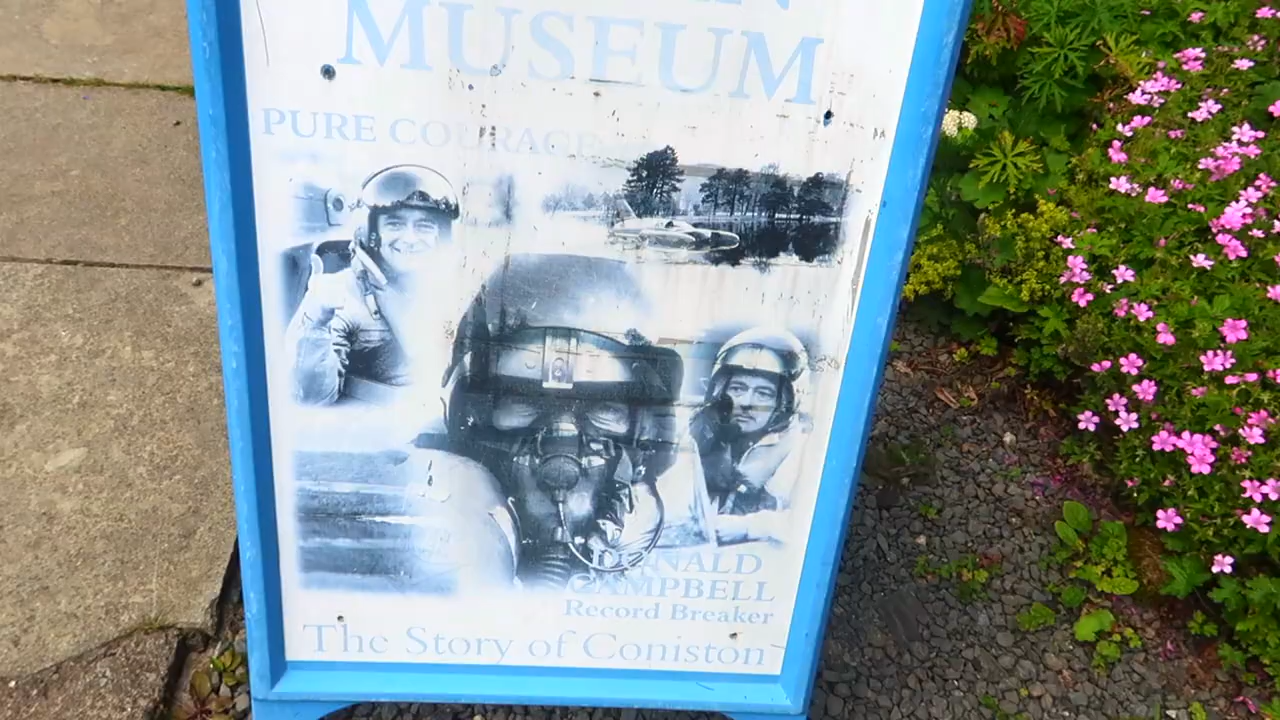 MUSEUM
PURE COURAGE
DONALD
CAMPBELL
Record Breaker
The Story of Coniston